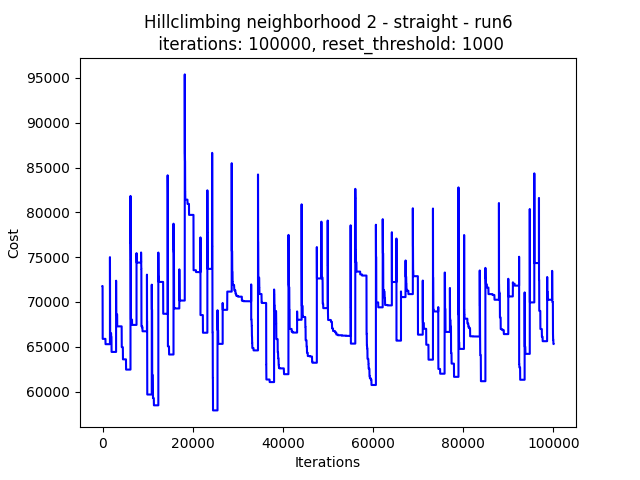 Hillclimbing neighborhood 2 - straight - run6
iterations: 100000, reset_threshold: 1000
95000
90000
85000
80000
75000
70000
65000
60000
Cost
0 20000 40000 60000 80000 100000
Iterations